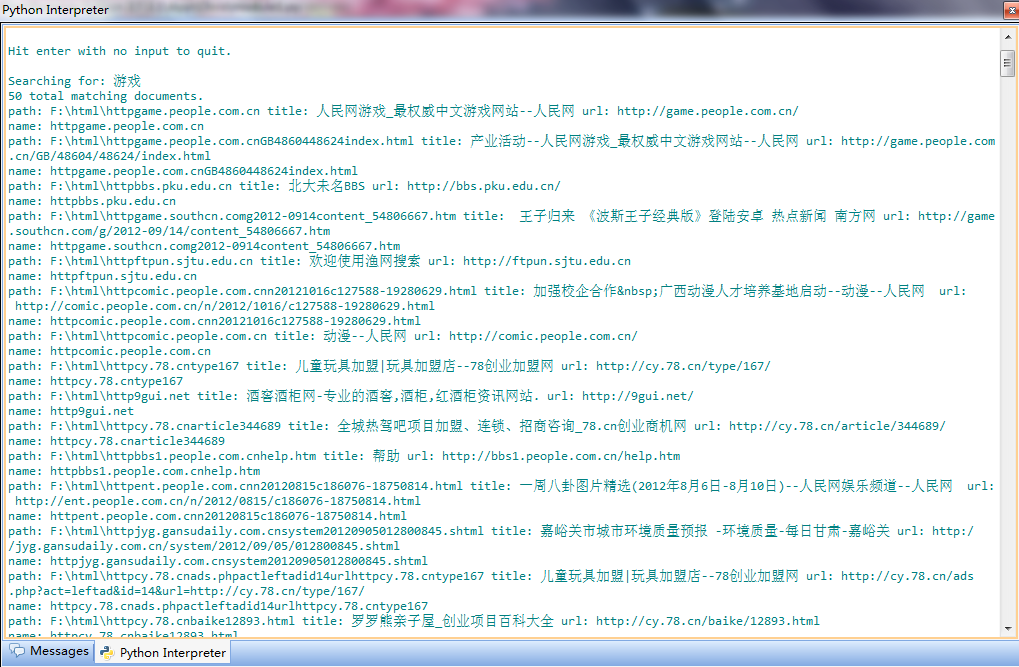 Python Interpreter
Hit enter with no input to quit.
Searching for: 游戏
50 total matching documents.
path: F:\html\httpgame.people.com.cn title: 人民网游戏_最权威中文游戏网站--人民网 url: http://game.people.com.cn/
name: httpgame.people.com.cn
path: F:\html\httpgame.people.com.cnGB4860448624index.html title: 产业活动--人民网游戏_最权威中文游戏网站--人民网 url: http://game.people.com
.cn/GB/48604/48624/index.html
name: httpgame.people.com.cnGB4860448624index.html
path: F:\html\httpbbs.pku.edu.cn title: 北大未名BBS url: http://bbs.pku.edu.cn/
name: httpbbs.pku.edu.cn
path: F:\html\httpgame.southcn.comg2012-0914content_54806667.htm title:  王子归来 《波斯王子经典版》登陆安卓 热点新闻 南方网 url: http://game
.southcn.com/g/2012-09/14/content_54806667.htm
name: httpgame.southcn.comg2012-0914content_54806667.htm
path: F:\html\httpftpun.sjtu.edu.cn title: 欢迎使用渔网搜索 url: http://ftpun.sjtu.edu.cn
name: httpftpun.sjtu.edu.cn
path: F:\html\httpcomic.people.com.cnn20121016c127588-19280629.html title: 加强校企合作&nbsp;广西动漫人才培养基地启动--动漫--人民网  url:
http://comic.people.com.cn/n/2012/1016/c127588-19280629.html
name: httpcomic.people.com.cnn20121016c127588-19280629.html
path: F:\html\httpcomic.people.com.cn title: 动漫--人民网 url: http://comic.people.com.cn/
name: httpcomic.people.com.cn
path: F:\html\httpcy.78.cntype167 title: 儿童玩具加盟|玩具加盟店--78创业加盟网 url: http://cy.78.cn/type/167/
name: httpcy.78.cntype167
path: F:\html\http9gui.net title: 酒窖酒柜网-专业的酒窖,酒柜,红酒柜资讯网站. url: http://9gui.net/
name: http9gui.net
path: F:\html\httpcy.78.cnarticle344689 title: 全城热驾吧项目加盟、连锁、招商咨询_78.cn创业商机网 url: http://cy.78.cn/article/344689/
name: httpcy.78.cnarticle344689
path: F:\html\httpbbs1.people.com.cnhelp.htm title: 帮助 url: http://bbs1.people.com.cn/help.htm
name: httpbbs1.people.com.cnhelp.htm
path: F:\html\httpent.people.com.cnn20120815c186076-18750814.html title: 一周八卦图片精选(2012年8月6日-8月10日)--人民网娱乐频道--人民网  url:
http://ent.people.com.cn/n/2012/0815/c186076-18750814.html
name: httpent.people.com.cnn20120815c186076-18750814.html
path: F:\html\httpjyg.gansudaily.com.cnsystem20120905012800845.shtml title: 嘉峪关市城市环境质量预报 -环境质量-每日甘肃-嘉峪关 url: http:/
/jyg.gansudaily.com.cn/system/2012/09/05/012800845.shtml
name: httpjyg.gansudaily.com.cnsystem20120905012800845.shtml
path: F:\html\httpcy.78.cnads.phpactleftadid14urlhttpcy.78.cntype167 title: 儿童玩具加盟|玩具加盟店--78创业加盟网 url: http://cy.78.cn/ads
.php?act=leftad&id=14&url=http://cy.78.cn/type/167/
name: httpcy.78.cnads.phpactleftadid14urlhttpcy.78.cntype167
path: F:\html\httpcy.78.cnbaike12893.html title: 罗罗熊亲子屋_创业项目百科大全 url: http://cy.78.cn/baike/12893.html
name: httpcy.78.cnbaike12893.html
Messages
Python Interpreter